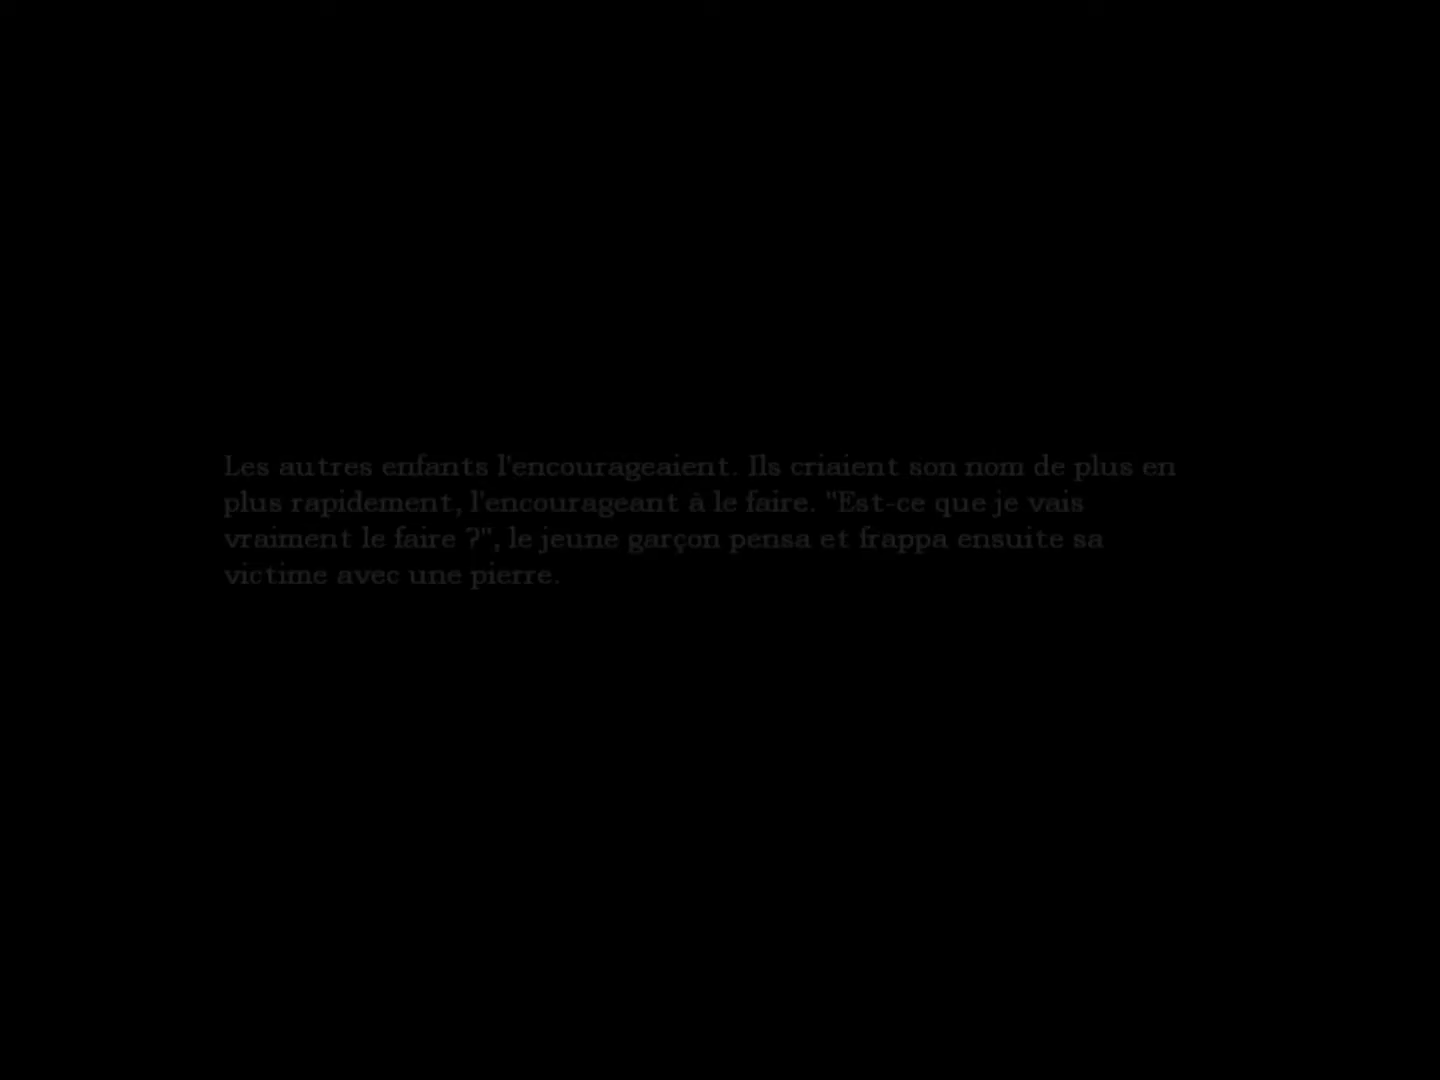 Les autres enfants l'encourageaient. Ils criaient son nom de plus en
plus rapidement, l'encourageant à le faire. "Est-ce que je vais
vraiment le faire ?", le jeune garçon pensa et frappa ensuite sa
victime avec une pierre.